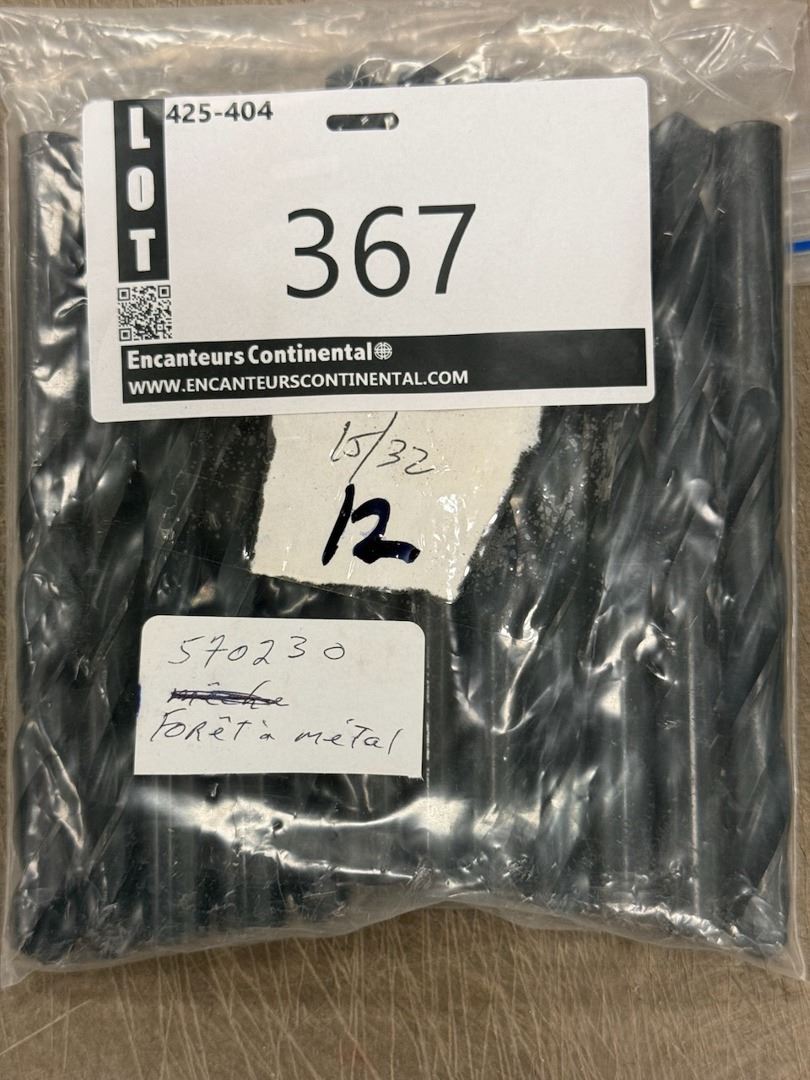 LOT
425-404
367
Encanteurs Continental
WWW.ENCANTEURSCONTINENTAL.COM
15/32
12
570230
mèche
Forêt à métal